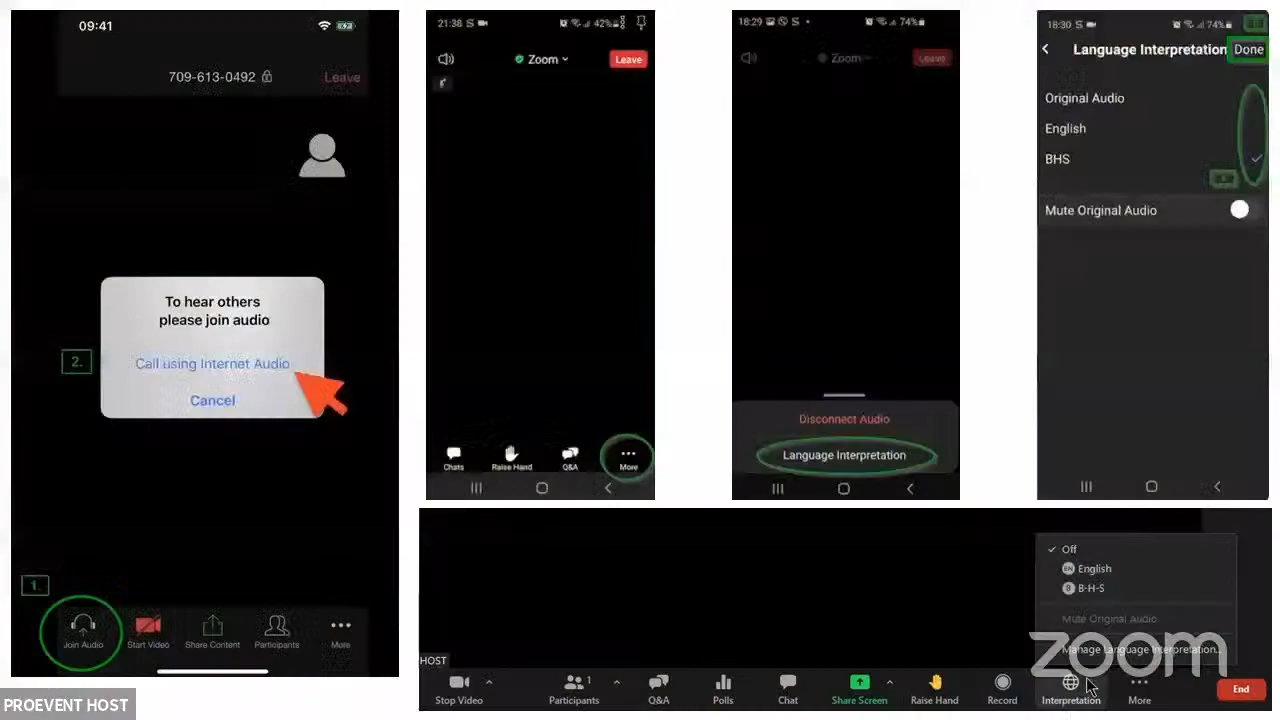 09:41
709-613-0492
Leave
To hear others
please join audio
2.
Call using Internet Audio
Cancel
1.
Join Audio
Start Video
Share Content
Participants
More
21:38
42%
Zoom
Leave
Chats
Raise Hand
Q&A
More
18:29
74%
Zoom
Leave
Disconnect Audio
Language Interpretation
18:30
74%
Language Interpretation
Done
Original Audio
English
BHS
Mute Original Audio
Off
EN English
B B-H-S
Mute Original Audio
Manage Language Interpretation...
zoom
HOST
Stop Video
Participants
1
Q&A
Polls
Chat
Share Screen
Raise Hand
Record
Interpretation
More
End
PROEVENT HOST